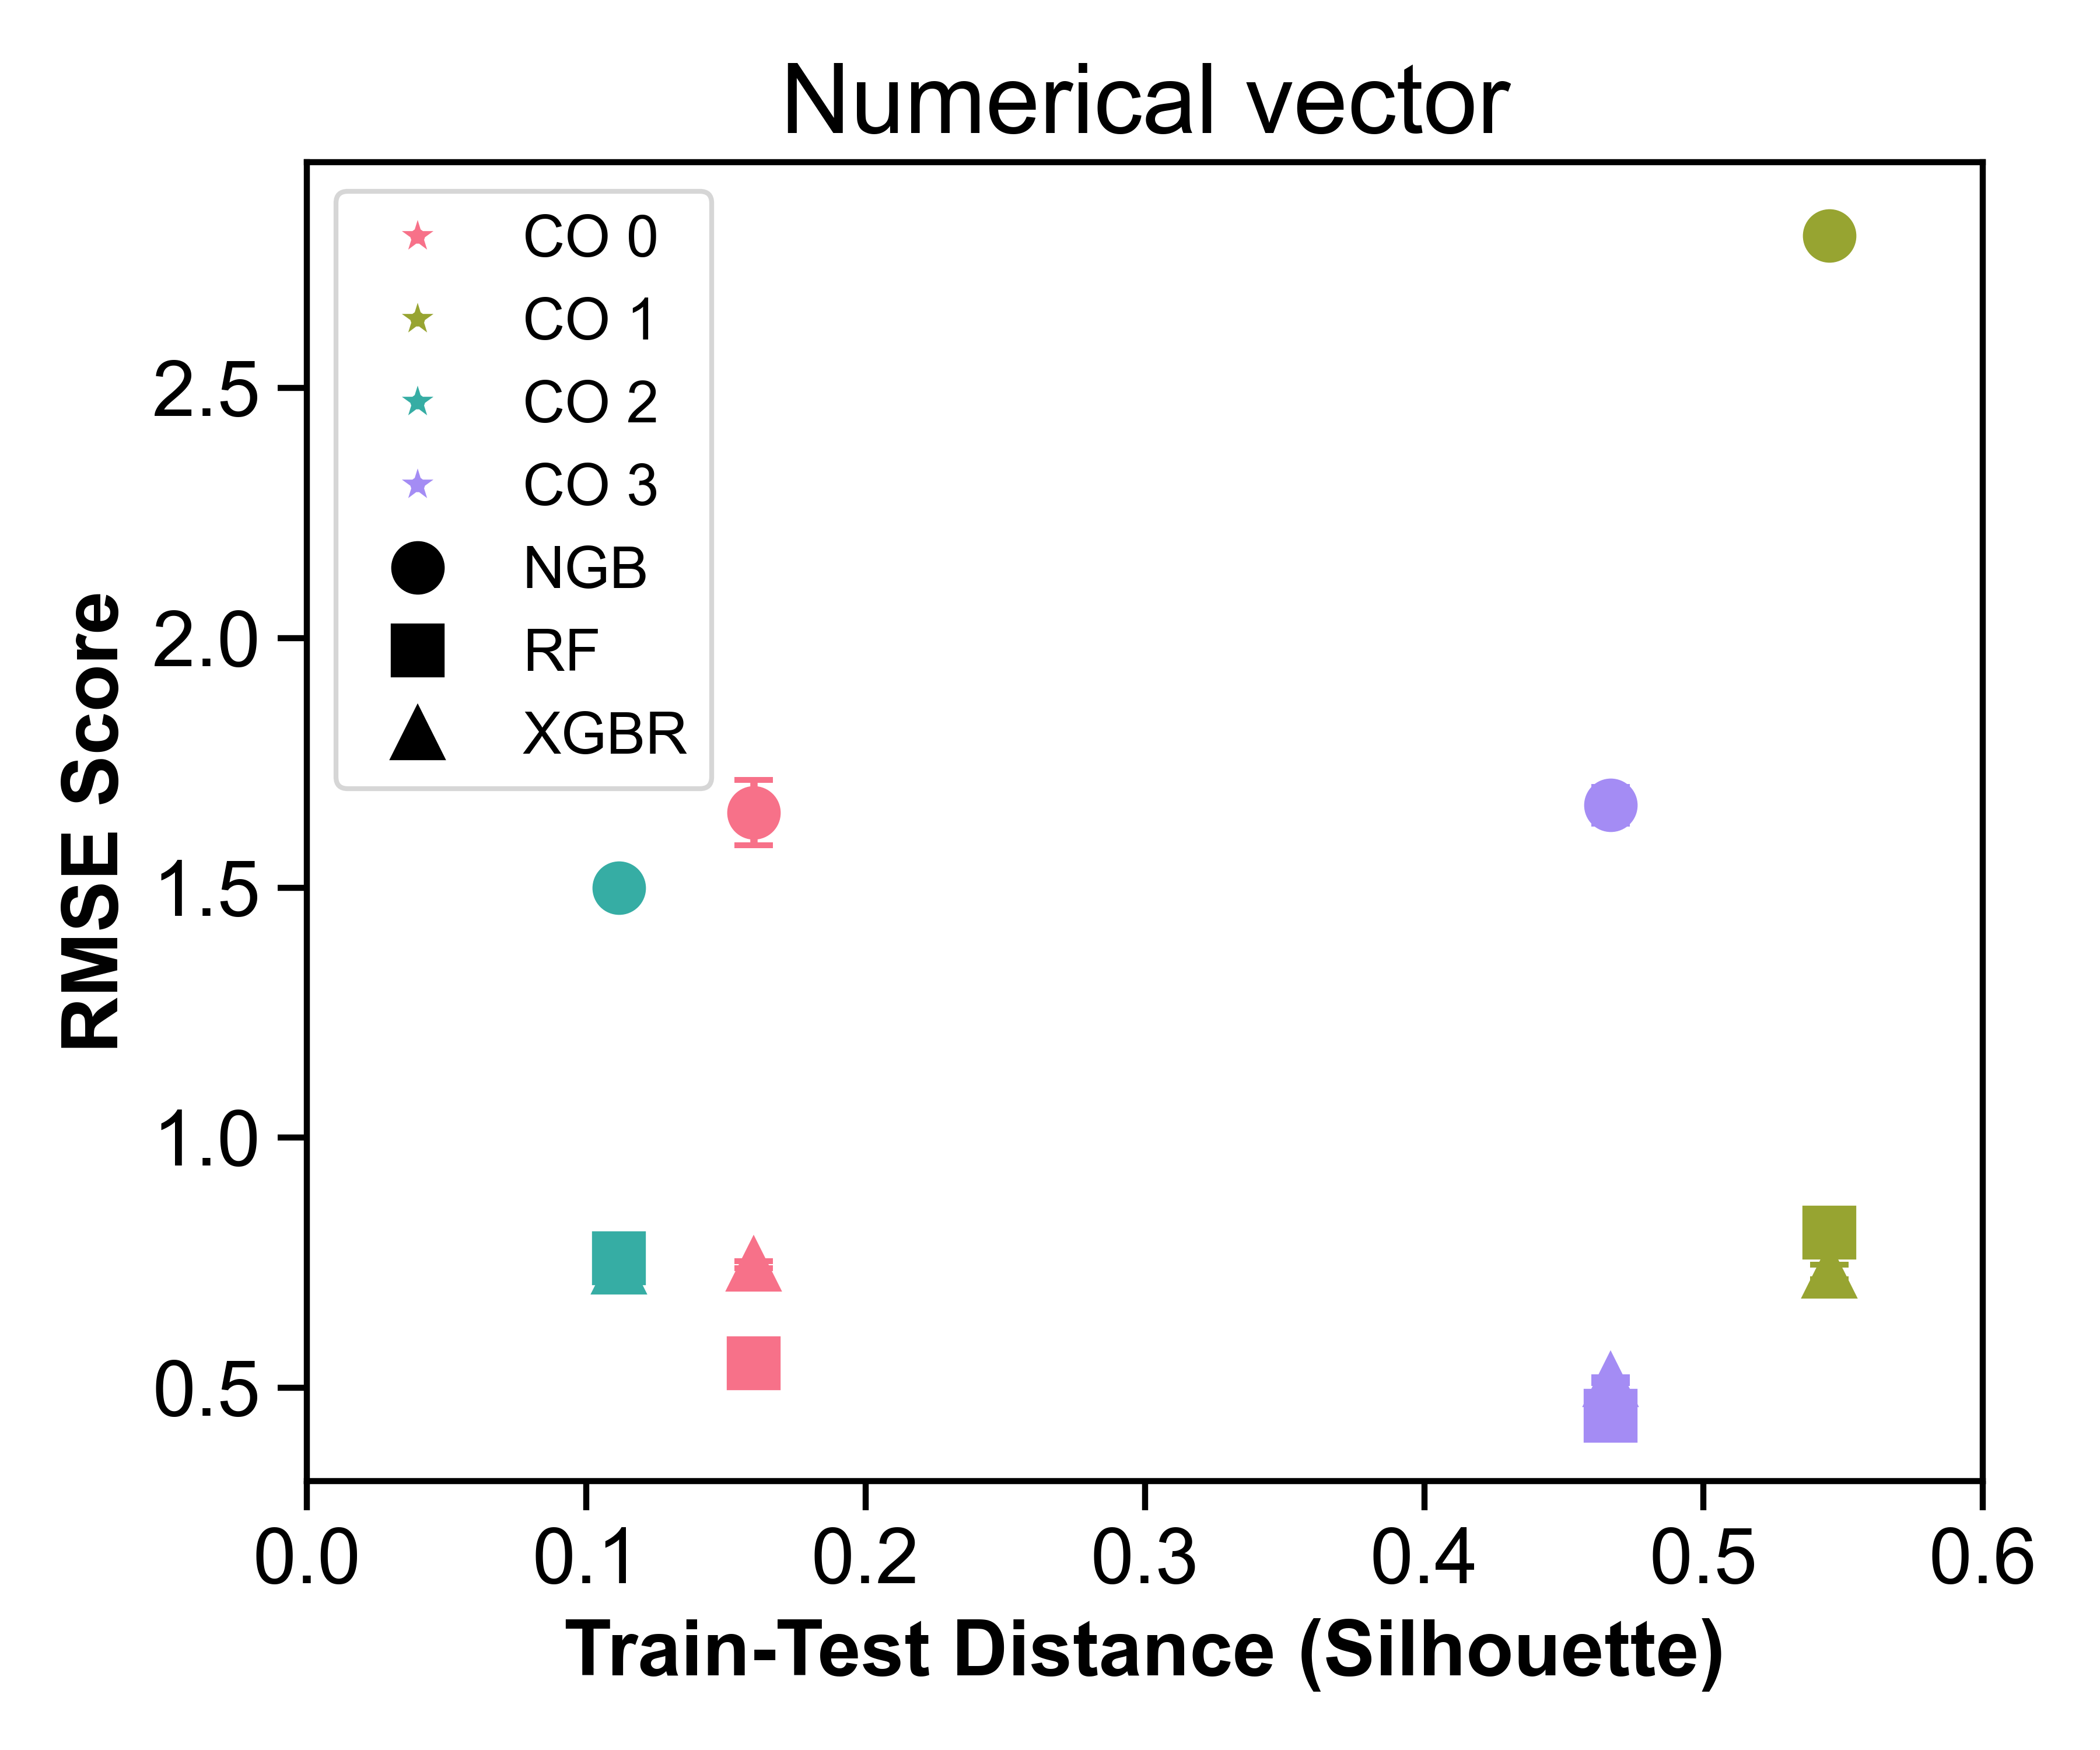 Numerical vector
CO 0
CO 1
CO 2
CO 3
NGB
RF
XGBR
RMSE Score
2.5
2.0
1.5
1.0
0.5
0.0 0.1 0.2 0.3 0.4 0.5 0.6
Train-Test Distance (Silhouette)